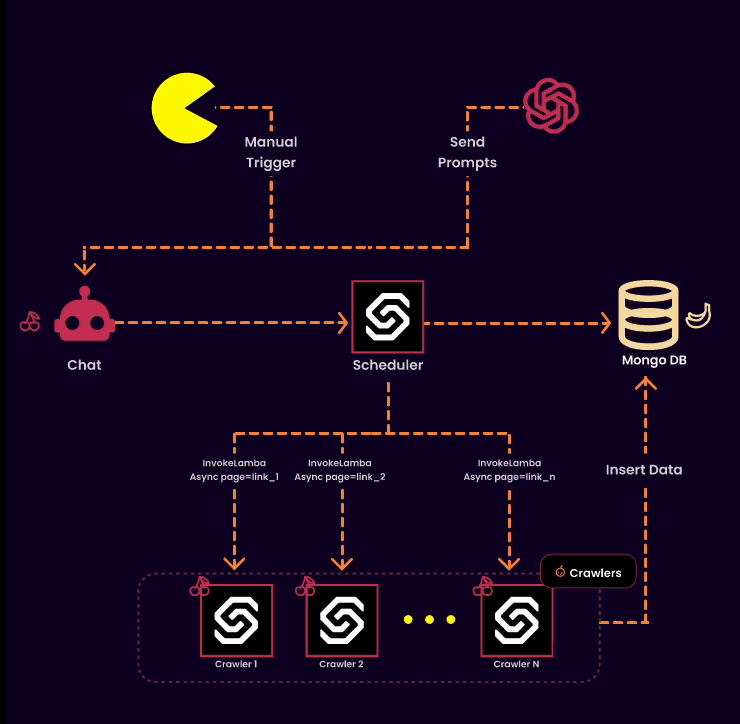 Manual
Trigger
Send
Prompts
Chat
Scheduler
Mongo DB
InvokeLamba
Async page=link_1
InvokeLamba
Async page=link_2
InvokeLamba
Async page=link_n
Insert Data
Crawlers
Crawler 1
Crawler 2
Crawler N